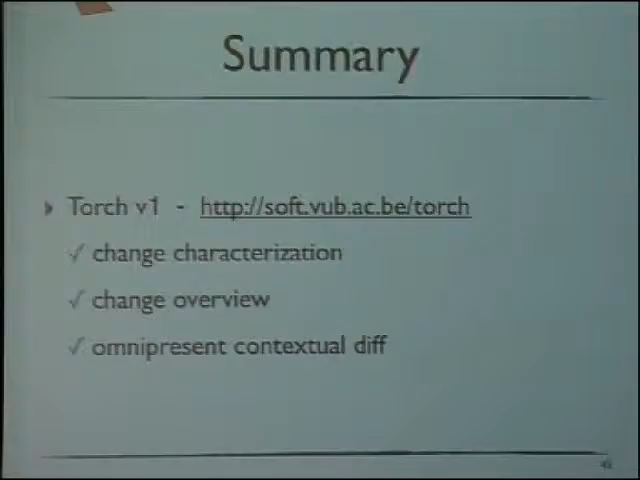 Summary
Torch v1 - http://soft.vub.ac.be/torch
✓ change characterization
✓ change overview
✓ omnipresent contextual diff